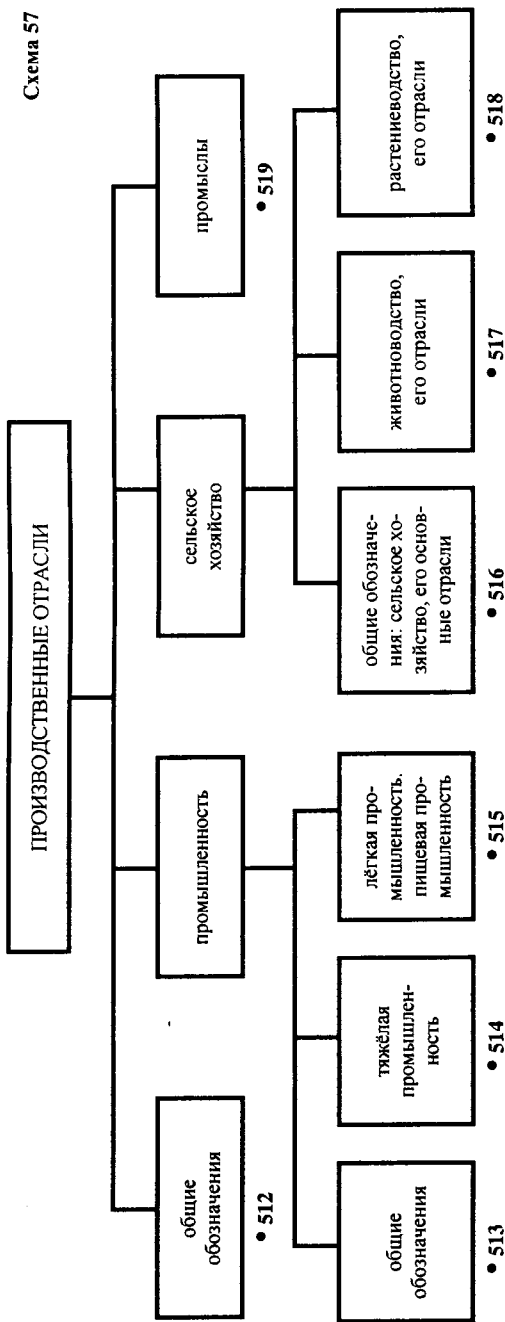 Схема 57
ПРОИЗВОДСТВЕННЫЕ ОТРАСЛИ
общие
обозначения
• 512
промышленность
сельское
хозяйство
промыслы
• 519
общие
обозначения
• 513
тяжёлая
промышлен-
ность
• 514
лёгкая про-
мышленность.
пищевая про-
мышленность
• 515
общие обозначе-
ния: сельское хо-
зяйство, его основ-
ные отрасли
• 516
животноводство,
его отрасли
• 517
растениеводство,
его отрасли
• 518